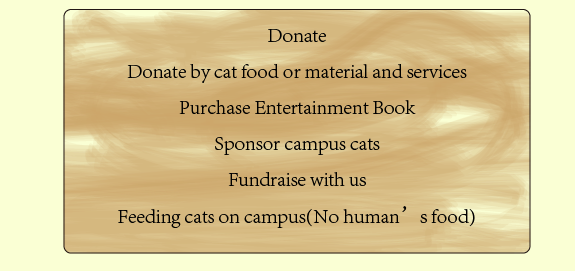 Donate
Donate by cat food or material and services
Purchase Entertainment Book
Sponsor campus cats
Fundraise with us
Feeding cats on campus(No human’s food)